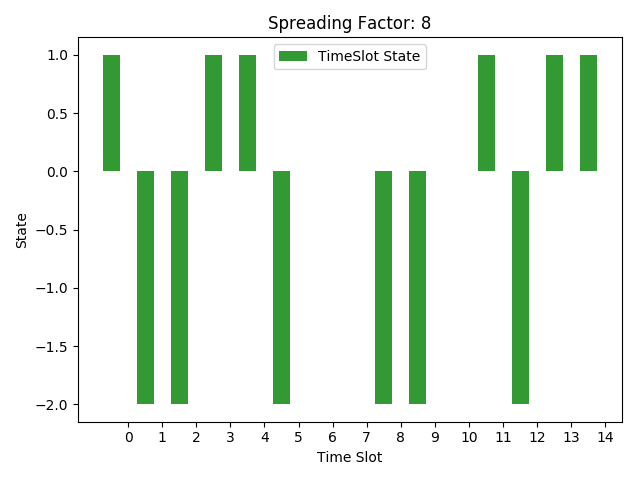 Spreading Factor: 8
TimeSlot State
1.0
0.5
0.0
−0.5
−1.0
−1.5
−2.0
State
0 1 2 3 4 5 6 7 8 9 10 11 12 13 14
Time Slot